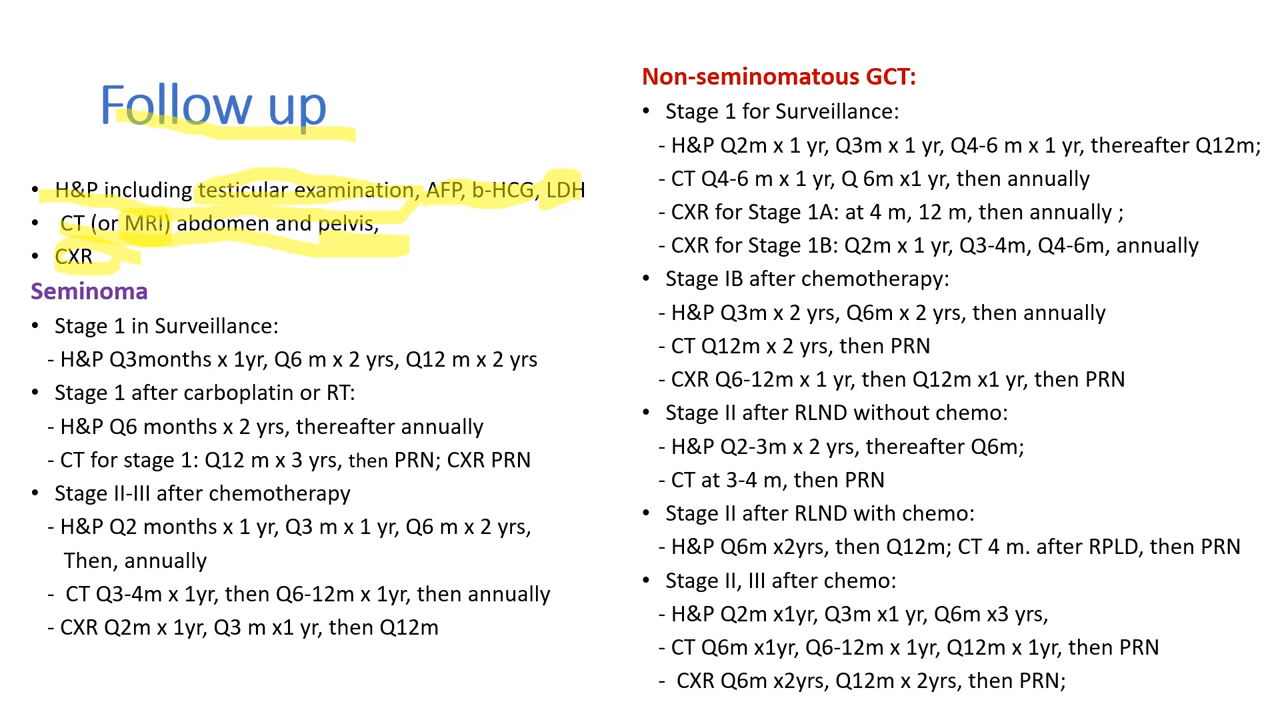 Follow up
• H&P including testicular examination, AFP, b-HCG, LDH
• CT (or MRI) abdomen and pelvis,
• CXR
Seminoma
• Stage 1 in Surveillance:
- H&P Q3months x 1yr, Q6 m x 2 yrs, Q12 m x 2 yrs
• Stage 1 after carboplatin or RT:
- H&P Q6 months x 2 yrs, thereafter annually
- CT for stage 1: Q12 m x 3 yrs, then PRN; CXR PRN
• Stage II-III after chemotherapy
- H&P Q2 months x 1 yr, Q3 m x 1 yr, Q6 m x 2 yrs,
Then, annually
- CT Q3-4m x 1yr, then Q6-12m x 1yr, then annually
- CXR Q2m x 1yr, Q3 m x1 yr, then Q12m
Non-seminomatous GCT:
• Stage 1 for Surveillance:
- H&P Q2m x 1 yr, Q3m x 1 yr, Q4-6 m x 1 yr, thereafter Q12m;
- CT Q4-6 m x 1 yr, Q 6m x1 yr, then annually
- CXR for Stage 1A: at 4 m, 12 m, then annually ;
- CXR for Stage 1B: Q2m x 1 yr, Q3-4m, Q4-6m, annually
• Stage IB after chemotherapy:
- H&P Q3m x 2 yrs, Q6m x 2 yrs, then annually
- CT Q12m x 2 yrs, then PRN
- CXR Q6-12m x 1 yr, then Q12m x1 yr, then PRN
• Stage II after RLND without chemo:
- H&P Q2-3m x 2 yrs, thereafter Q6m;
- CT at 3-4 m, then PRN
• Stage II after RLND with chemo:
- H&P Q6m x2yrs, then Q12m; CT 4 m. after RPLD, then PRN
• Stage II, III after chemo:
- H&P Q2m x1yr, Q3m x1 yr, Q6m x3 yrs,
- CT Q6m x1yr, Q6-12m x 1yr, Q12m x 1yr, then PRN
- CXR Q6m x2yrs, Q12m x 2yrs, then PRN;